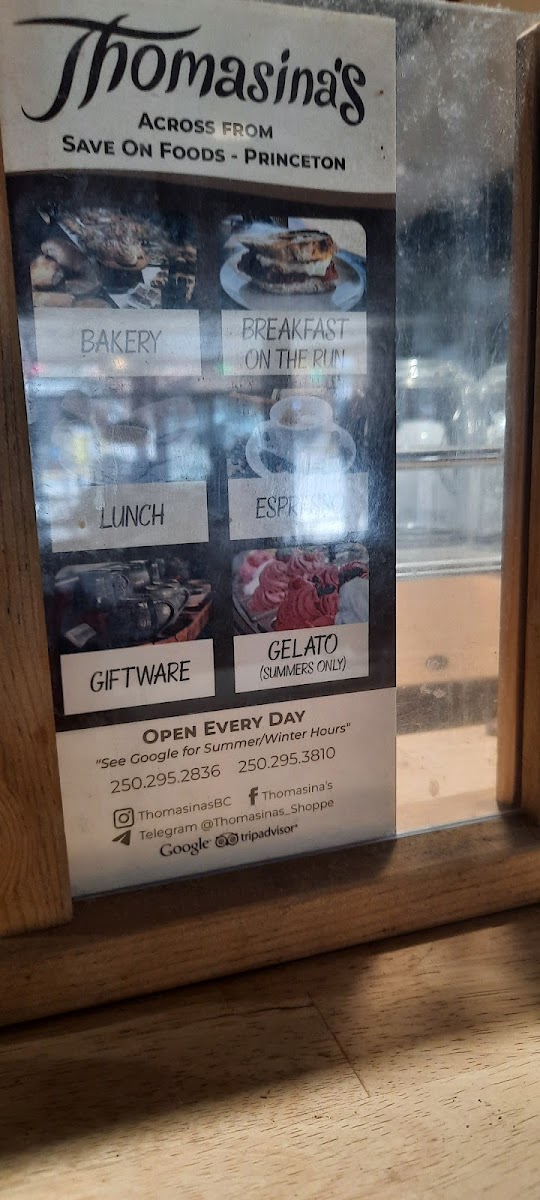 Thomasina's
ACROSS FROM
SAVE ON FOODS - PRINCETON
BAKERY
BREAKFAST
ON THE RUN
LUNCH
ESPRESSO
GIFTWARE
GELATO
(SUMMERS ONLY)
OPEN EVERY DAY
"See Google for Summer/Winter Hours"
250.295.2836 250.295.3810
ThomasinasBC Thomasina's
Telegram @Thomasinas_Shoppe
Google tripadvisor